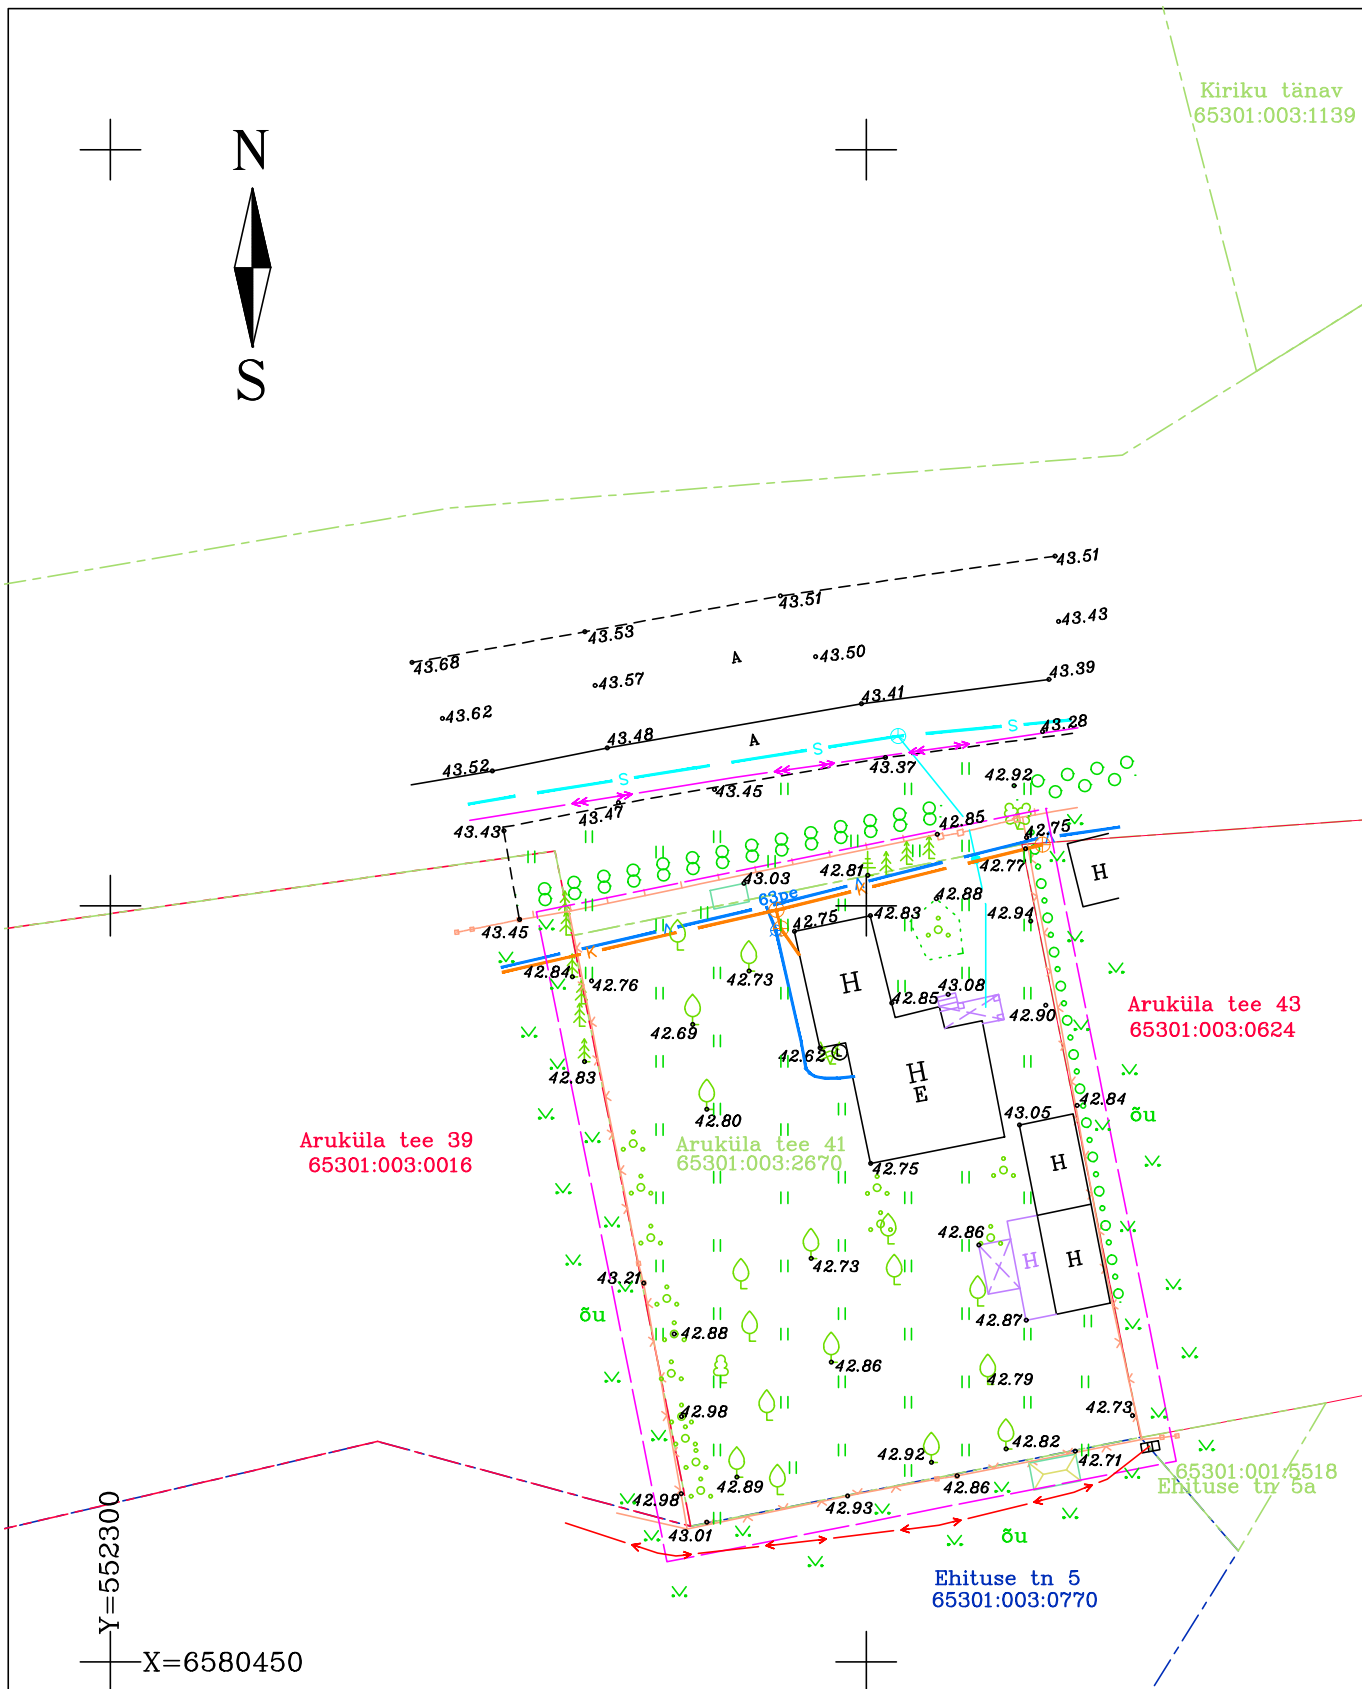 Kiriku tänav
65301:003:1139
N
S
43.51
43.51
43.53
43.43
43.68
A
43.50
43.57
43.39
43.62
43.41
43.48
A
S
43.28
43.52
S
43.37
S
42.92
43.45
43.47
43.43
42.85
42.75
42.81
42.77
H
43.03
63pe
N
K
42.88
42.75
42.83
42.94
43.45
N
K
42.84
42.76
42.73
H
43.08
42.85
42.90
Aruküla tee 43
65301:003:0624
42.69
42.62
L
42.83
H
E
42.80
43.05
42.84
õu
Aruküla tee 39
65301:003:0016
Aruküla tee 41
65301:003:2670
42.75
H
42.86
42.73
H
H
43.21
õu
42.87
42.88
42.86
42.79
42.98
42.73
42.82
42.92
42.71
42.89
42.86
65301:001:5518
Ehituse tn 5a
42.98
42.93
43.01
õu
Ehituse tn 5
65301:003:0770
Y=552300
X=6580450